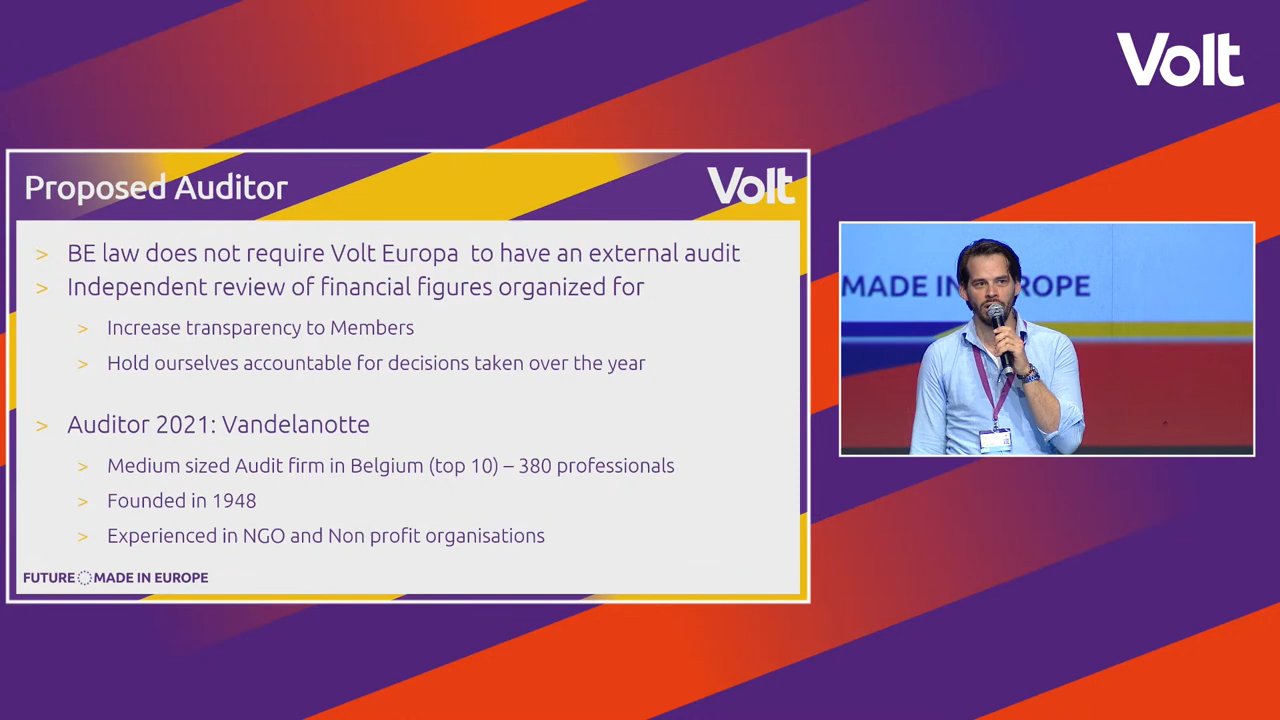 Volt
Proposed Auditor
Volt
> BE law does not require Volt Europa to have an external audit
> Independent review of financial figures organized for
> Increase transparency to Members
> Hold ourselves accountable for decisions taken over the year
> Auditor 2021: Vandelanotte
> Medium sized Audit firm in Belgium (top 10) – 380 professionals
> Founded in 1948
> Experienced in NGO and Non profit organisations
FUTURE MADE IN EUROPE
MADE IN EUROPE